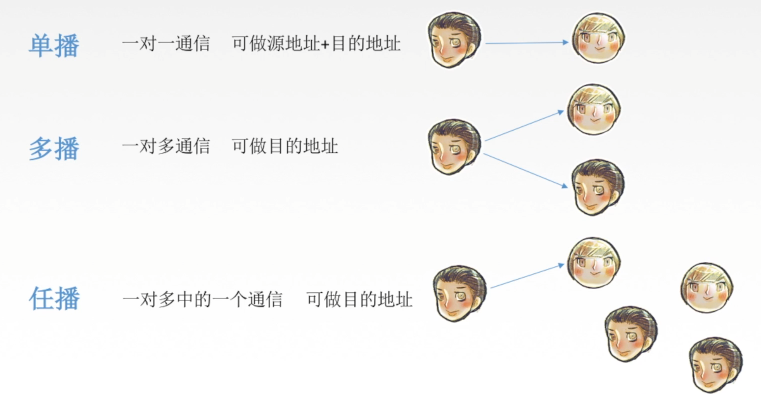 单播 一对一通信 可做源地址+目的地址
多播 一对多通信 可做目的地址
任播 一对多中的一个通信 可做目的地址